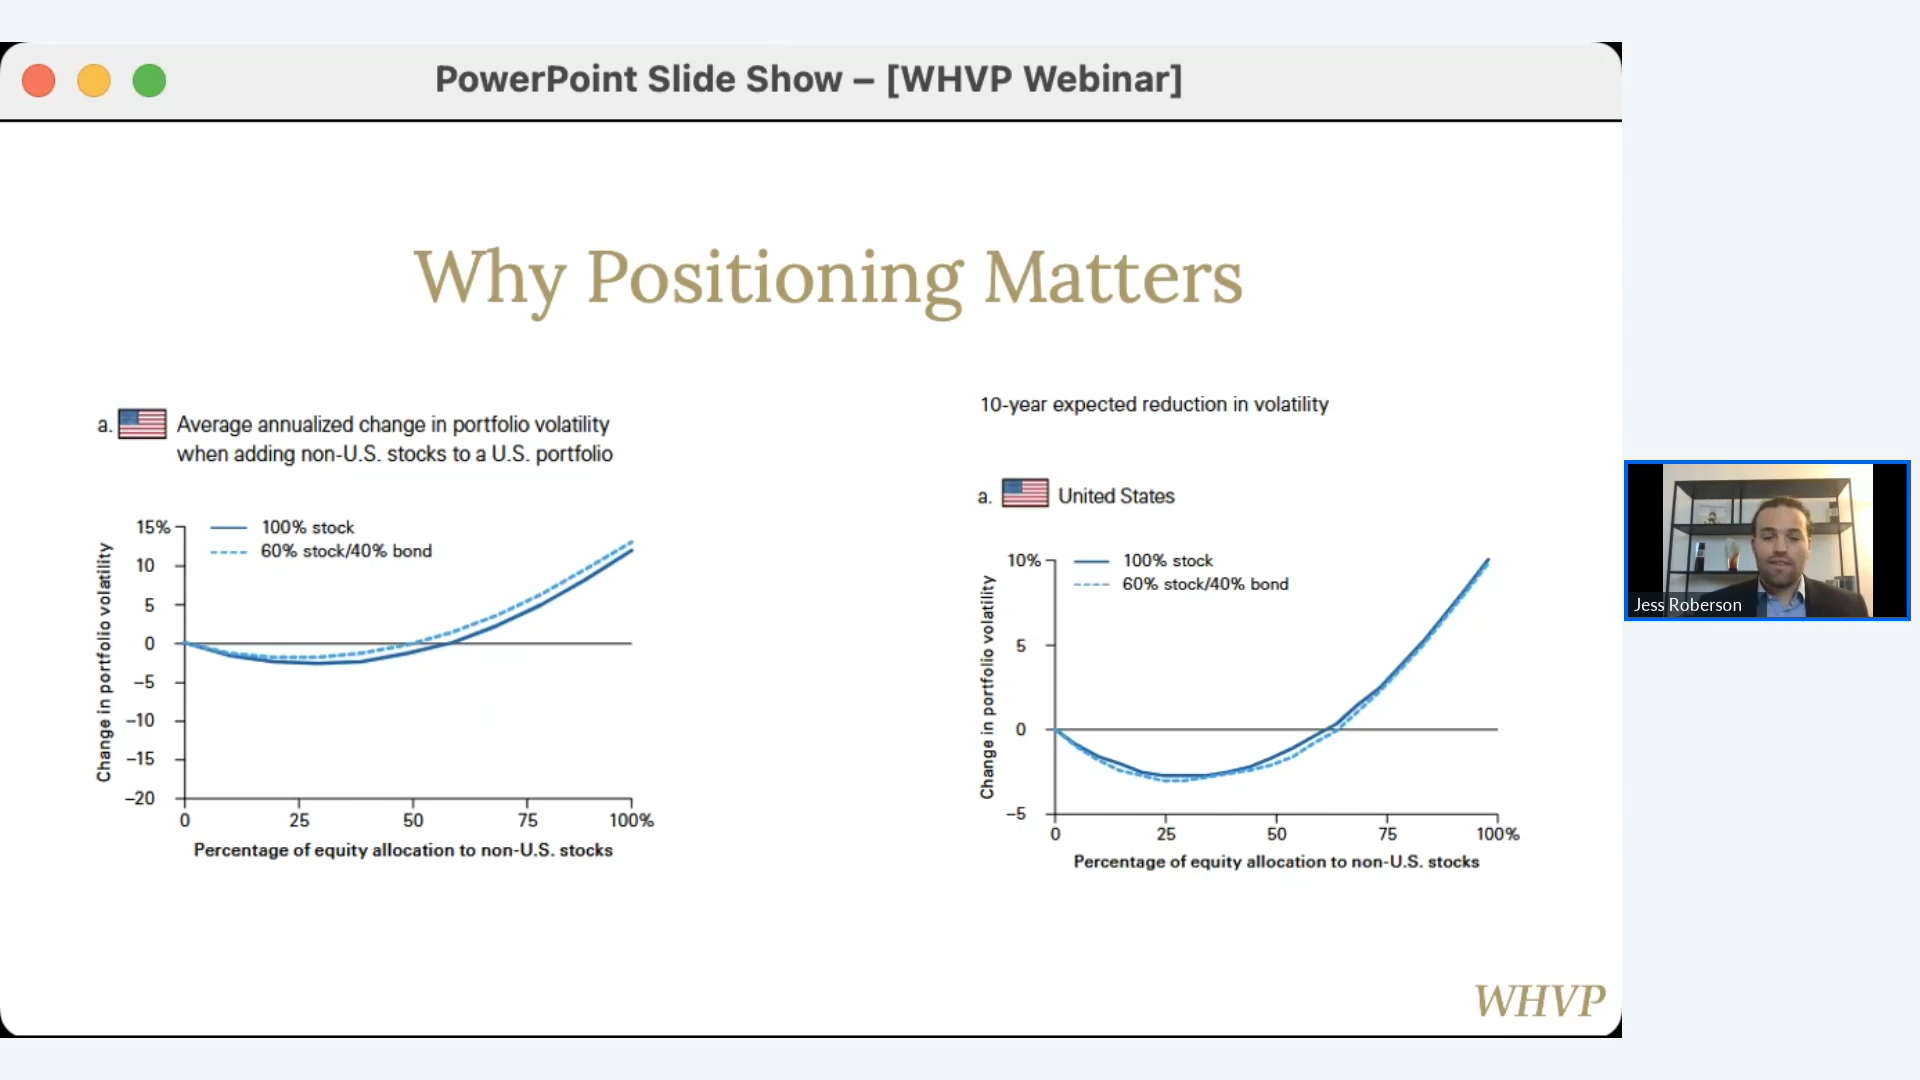 PowerPoint Slide Show – [WHVP Webinar]
Why Positioning Matters
a. Average annualized change in portfolio volatility
when adding non-U.S. stocks to a U.S. portfolio
15%
10
5
0
–5
–10
–15
–20
Change in portfolio volatility
100% stock
60% stock/40% bond
0 25 50 75 100%
Percentage of equity allocation to non-U.S. stocks
10-year expected reduction in volatility
a. United States
10%
5
0
–5
Change in portfolio volatility
100% stock
60% stock/40% bond
0 25 50 75 100%
Percentage of equity allocation to non-U.S. stocks
Jess Roberson
WHVP